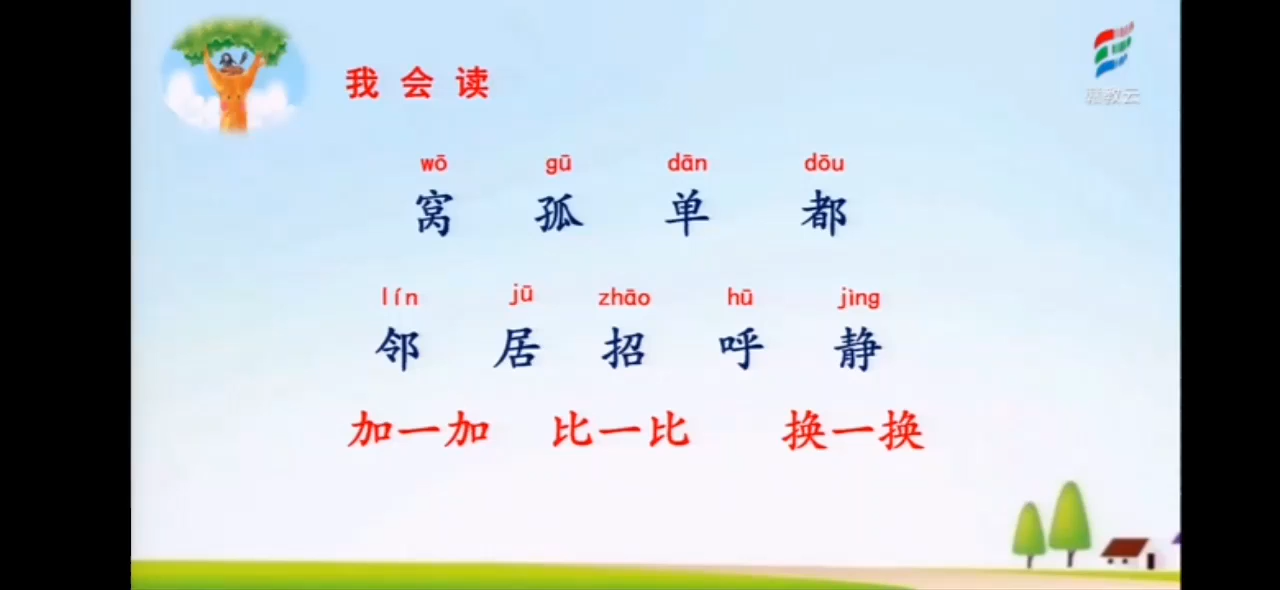 我会读
wō gū dān dōu
窝 孤 单 都
lín jū zhāo hū jìng
邻 居 招 呼 静
加一加 比一比 换一换